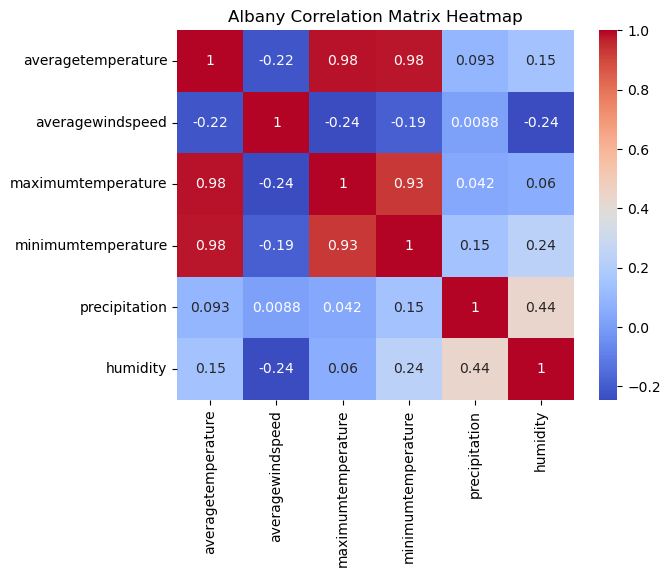 Albany Correlation Matrix Heatmap
averagetemperature 1 -0.22 0.98 0.98 0.093 0.15
averagewindspeed -0.22 1 -0.24 -0.19 0.0088 -0.24
maximumtemperature 0.98 -0.24 1 0.93 0.042 0.06
minimumtemperature 0.98 -0.19 0.93 1 0.15 0.24
precipitation 0.093 0.0088 0.042 0.15 1 0.44
humidity 0.15 -0.24 0.06 0.24 0.44 1
averagetemperature
averagewindspeed
maximumtemperature
minimumtemperature
precipitation
humidity
1.0
0.8
0.6
0.4
0.2
0.0
−0.2